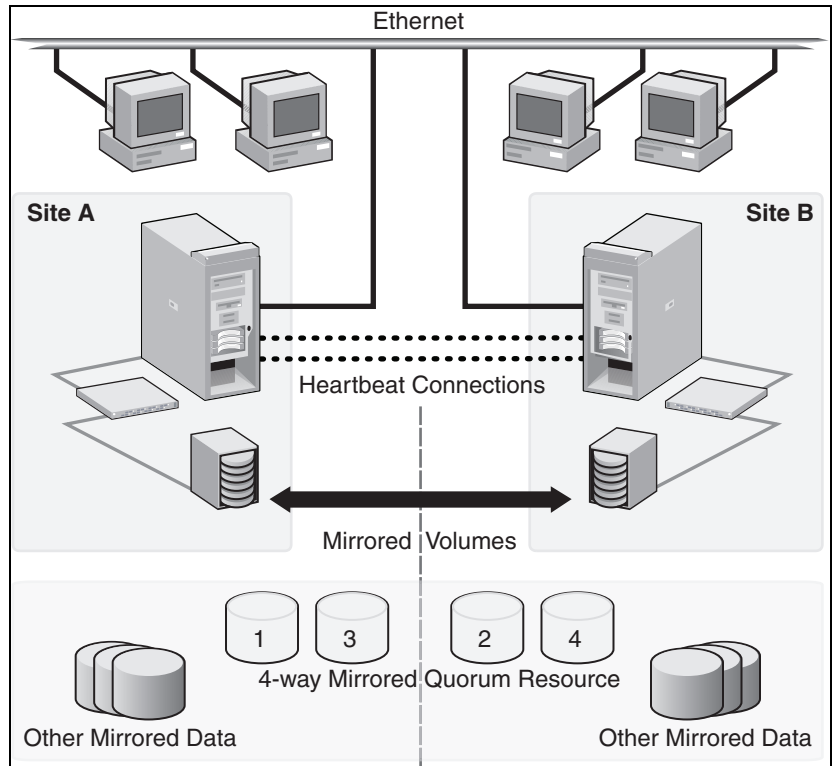 Ethernet
Site A
Site B
Heartbeat Connections
Mirrored Volumes
1 3 2 4
4-way Mirrored Quorum Resource
Other Mirrored Data
Other Mirrored Data